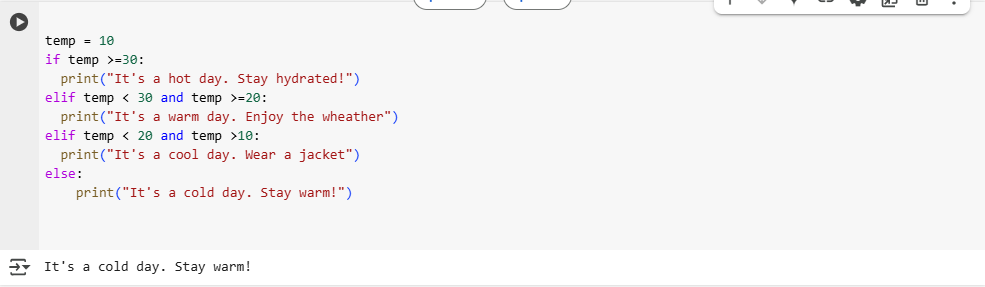 temp = 10
if temp >=30:
  print("It's a hot day. Stay hydrated!")
elif temp < 30 and temp >=20:
  print("It's a warm day. Enjoy the wheather")
elif temp < 20 and temp >10:
  print("It's a cool day. Wear a jacket")
else:
    print("It's a cold day. Stay warm!")
It's a cold day. Stay warm!